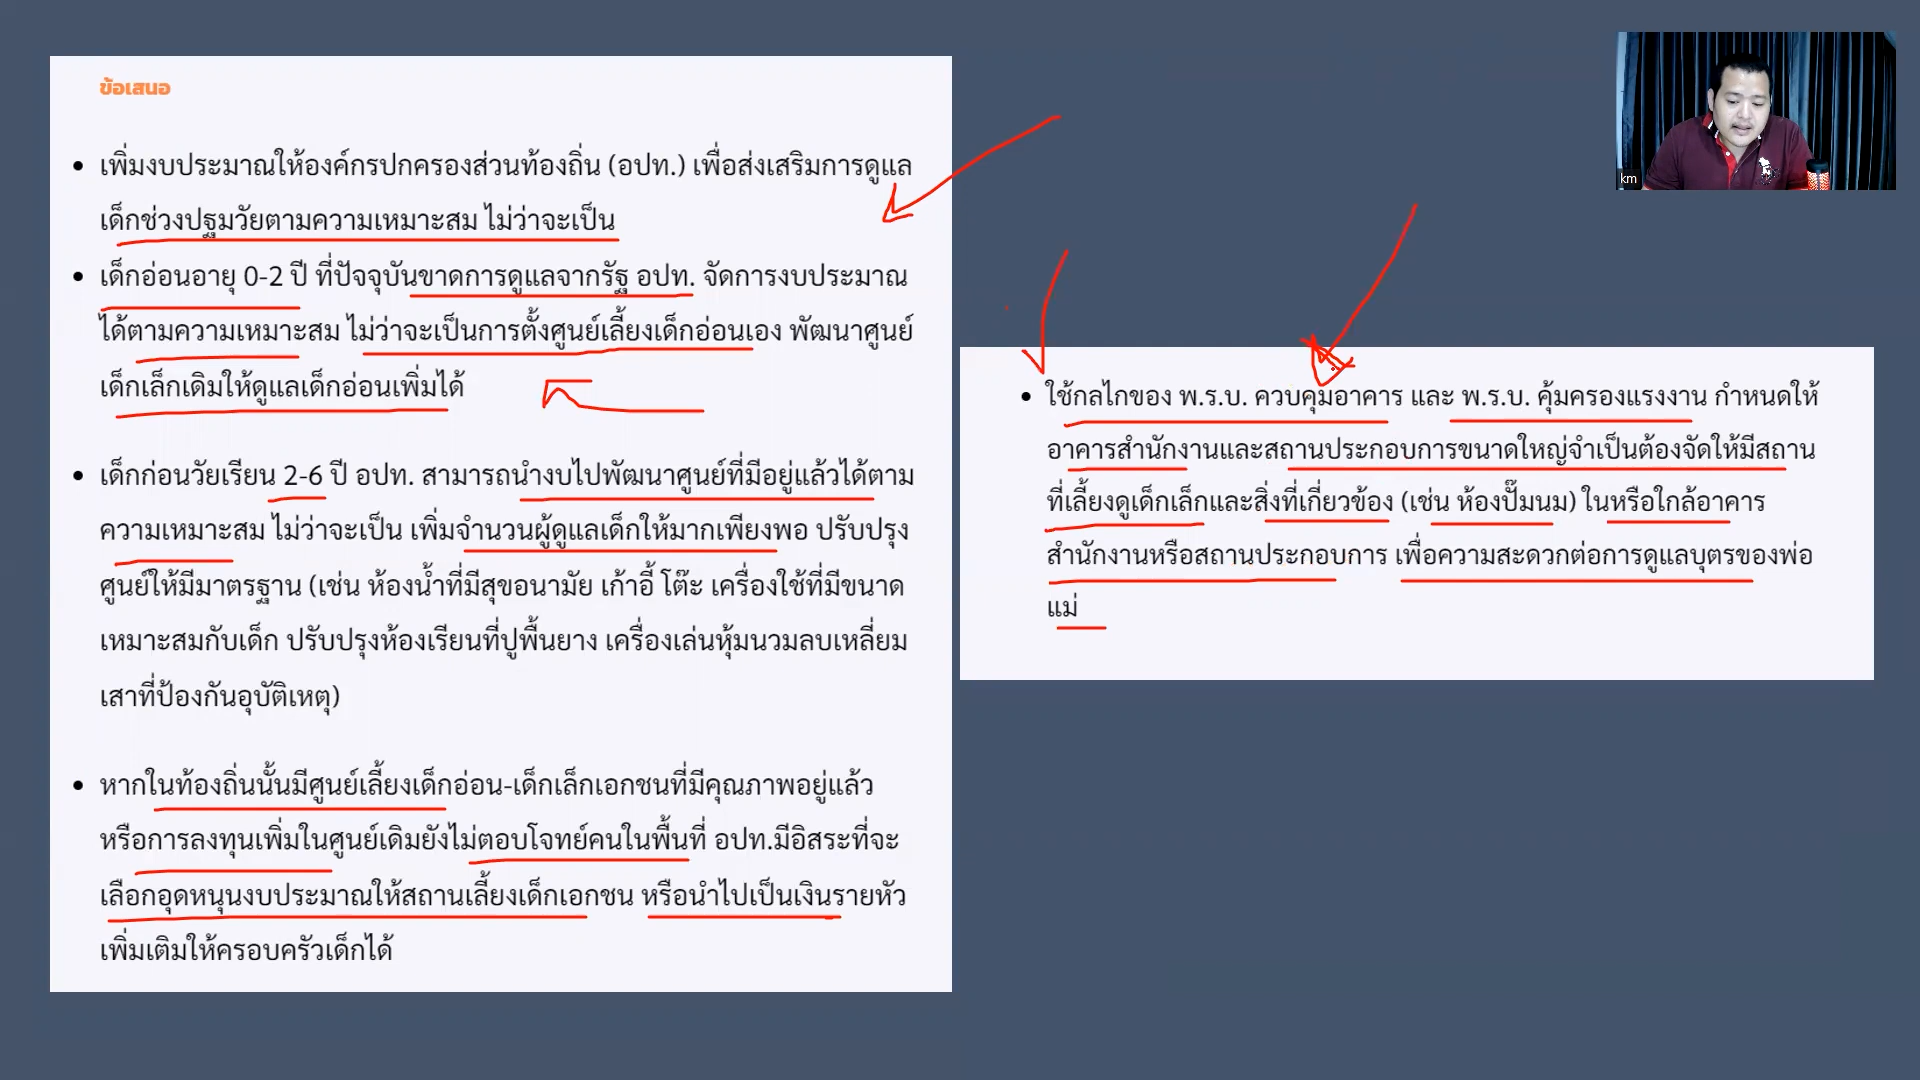 ข้อเสนอ
เพิ่มงบประมาณให้องค์กรปกครองส่วนท้องถิ่น (อปท.) เพื่อส่งเสริมการดูแล
เด็กช่วงปฐมวัยตามความเหมาะสม ไม่ว่าจะเป็น
เด็กอ่อนอายุ 0-2 ปี ที่ปัจจุบันขาดการดูแลจากรัฐ อปท. จัดการงบประมาณ
ได้ตามความเหมาะสม ไม่ว่าจะเป็นการตั้งศูนย์เลี้ยงเด็กอ่อนเอง พัฒนาศูนย์
เด็กเล็กเดิมให้ดูแลเด็กอ่อนเพิ่มได้
เด็กก่อนวัยเรียน 2-6 ปี อปท. สามารถนำงบไปพัฒนาศูนย์ที่มีอยู่แล้วได้ตาม
ความเหมาะสม ไม่ว่าจะเป็น เพิ่มจำนวนผู้ดูแลเด็กให้มากเพียงพอ ปรับปรุง
ศูนย์ให้มีมาตรฐาน (เช่น ห้องน้ำที่มีสุขอนามัย เก้าอี้ โต๊ะ เครื่องใช้ที่มีขนาด
เหมาะสมกับเด็ก ปรับปรุงห้องเรียนที่ปูพื้นยาง เครื่องเล่นหุ้มนวมลบเหลี่ยม
เสาที่ป้องกันอุบัติเหตุ)
หากในท้องถิ่นนั้นมีศูนย์เลี้ยงเด็กอ่อน-เด็กเล็กเอกชนที่มีคุณภาพอยู่แล้ว
หรือการลงทุนเพิ่มในศูนย์เดิมยังไม่ตอบโจทย์คนในพื้นที่ อปท.มีอิสระที่จะ
เลือกอุดหนุนงบประมาณให้สถานเลี้ยงเด็กเอกชน หรือนำไปเป็นเงินรายหัว
เพิ่มเติมให้ครอบครัวเด็กได้
ใช้กลไกของ พ.ร.บ. ควบคุมอาคาร และ พ.ร.บ. คุ้มครองแรงงาน กำหนดให้
อาคารสำนักงานและสถานประกอบการขนาดใหญ่จำเป็นต้องจัดให้มีสถาน
ที่เลี้ยงดูเด็กเล็กและสิ่งที่เกี่ยวข้อง (เช่น ห้องปั๊มนม) ในหรือใกล้อาคาร
สำนักงานหรือสถานประกอบการ เพื่อความสะดวกต่อการดูแลบุตรของพ่อ
แม่
km